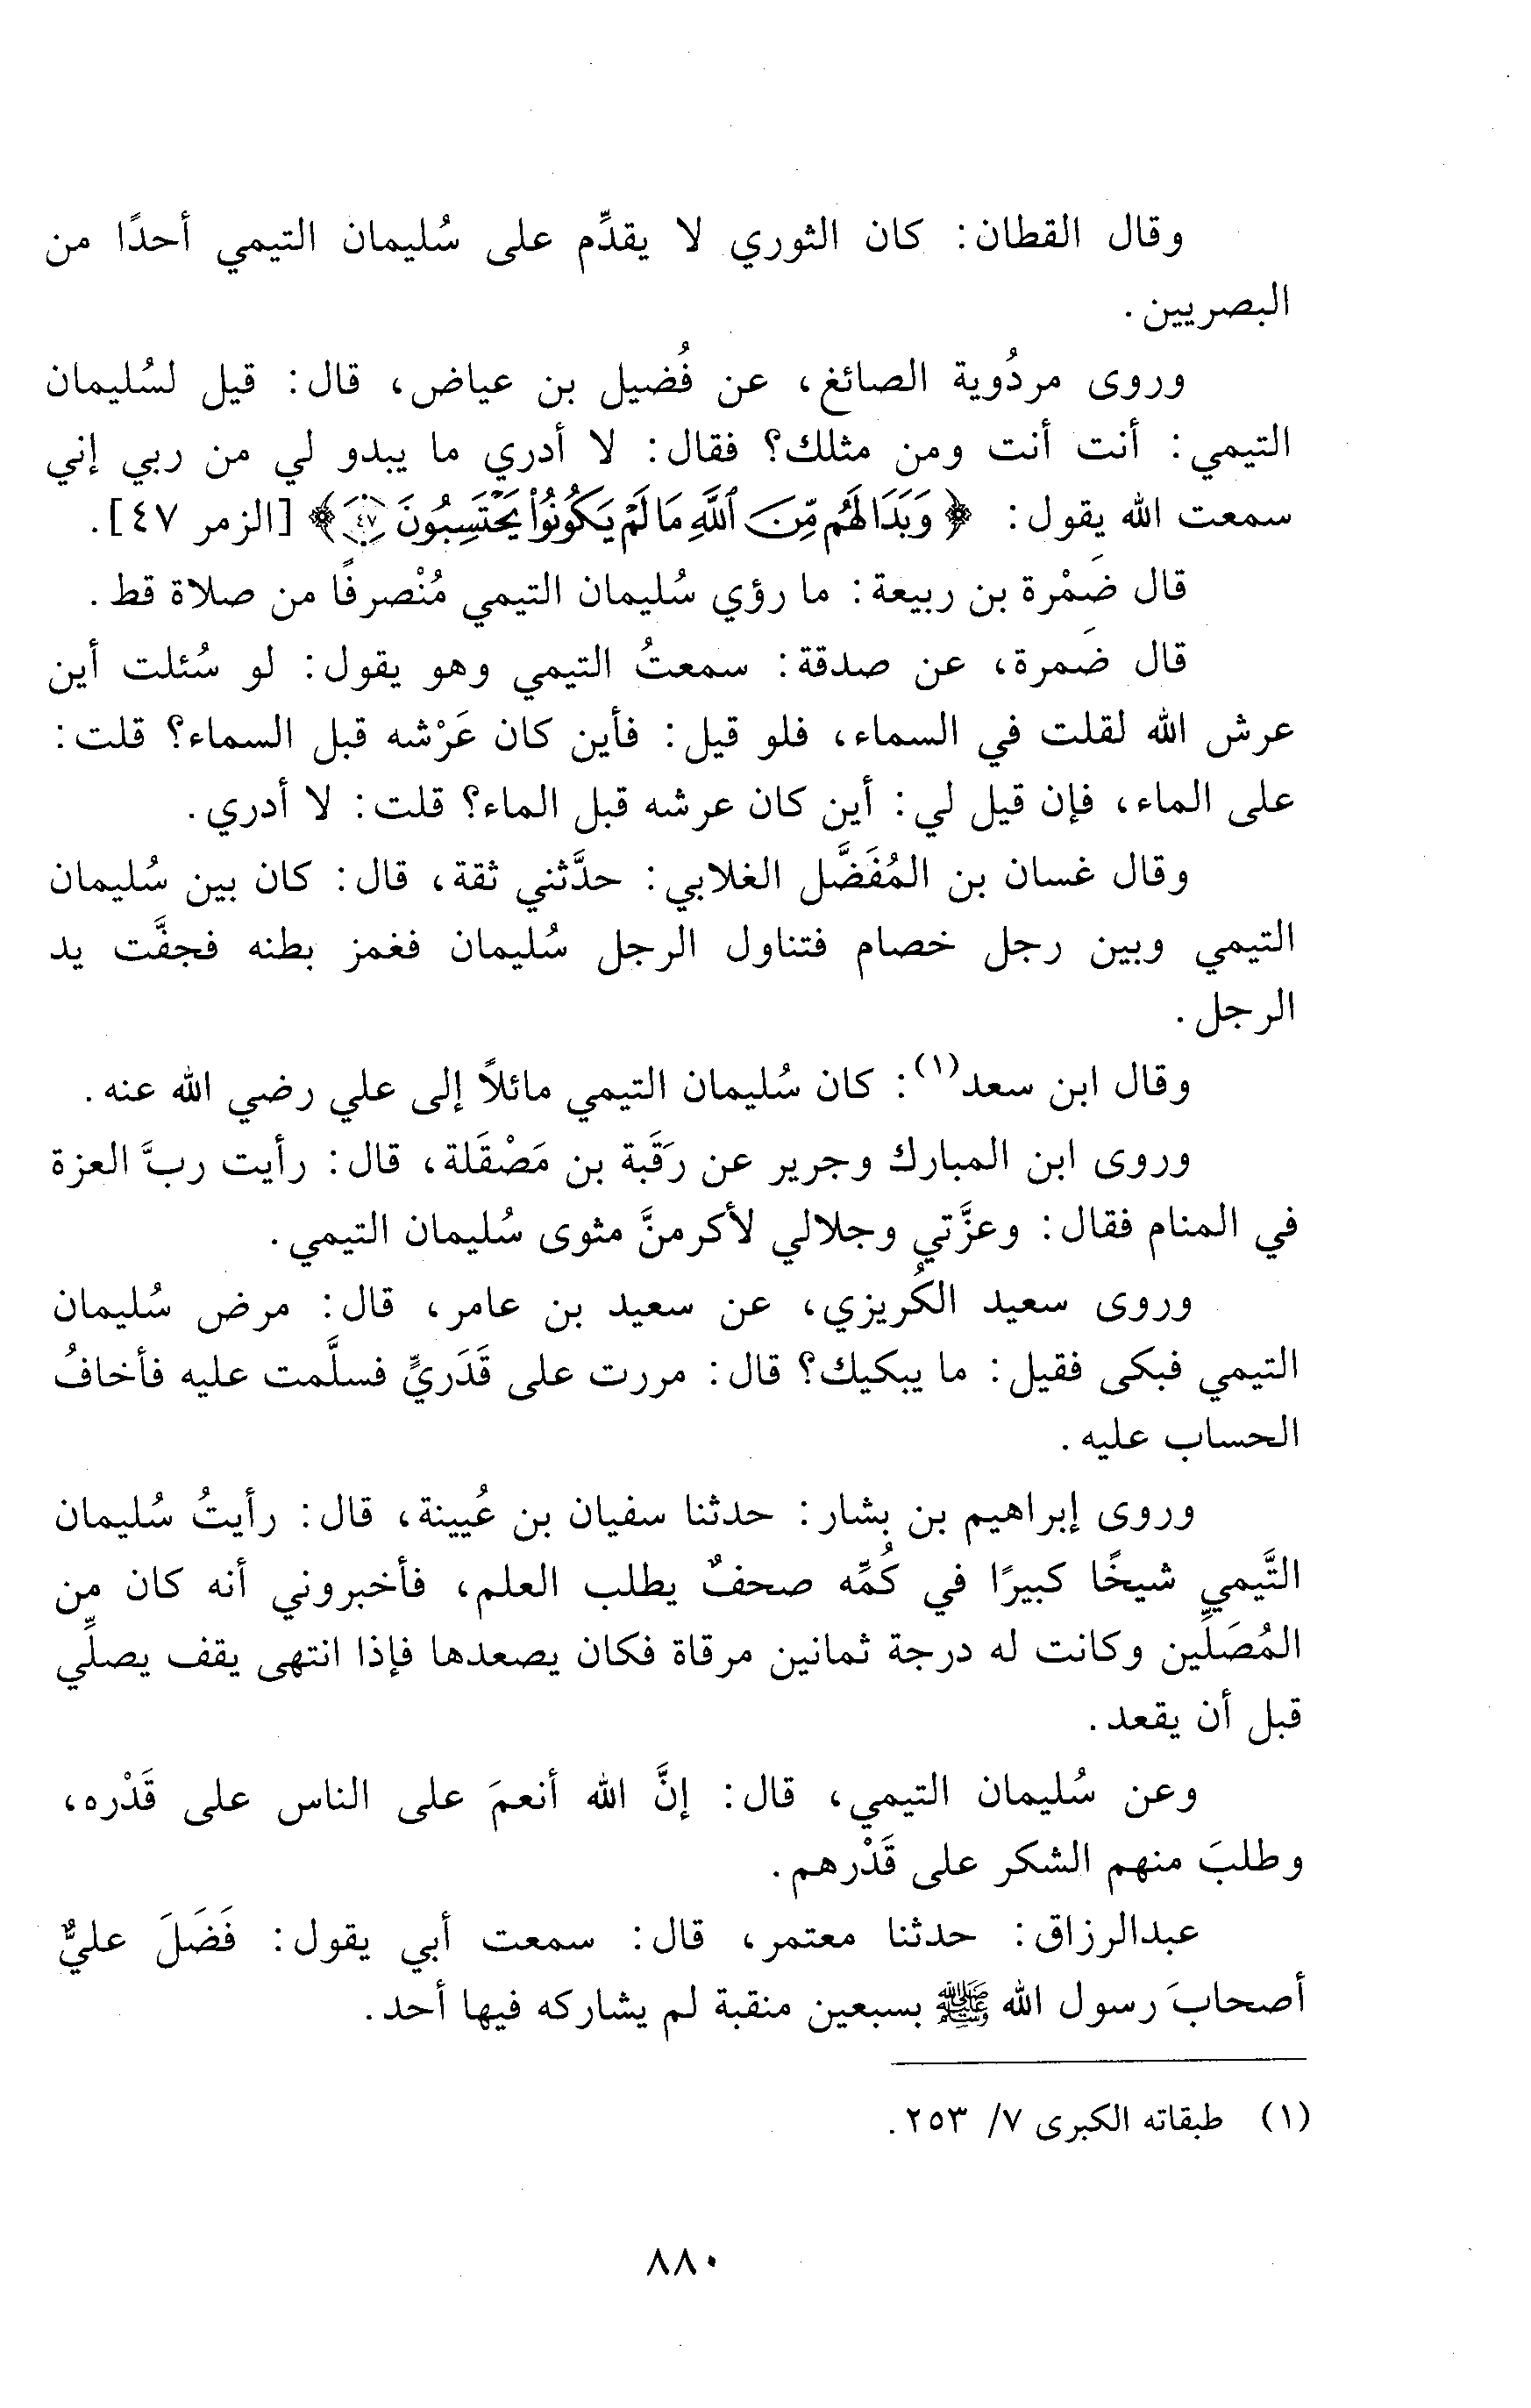 وقال القطان: كان الثوري لا يقدِّم على سُليمان التيمي أحدًا من
البصريين.
وروى مردُوية الصائغ، عن فُضيل بن عياض، قال: قيل لسُليمان
التيمي: أنت أنت ومن مثلك؟ فقال: لا أدري ما يبدو لي من ربي إني
سمعت الله يقول: ﴿وَبَدَا لَهُم مِّنَ ٱللَّهِ مَا لَمْ يَكُونُوا۟ يَحْتَسِبُونَ ٤٧﴾ [الزمر ٤٧].
قال ضَمْرة بن ربيعة: ما رؤي سُليمان التيمي مُنْصرفًا من صلاة قط.
قال ضَمرة، عن صدقة: سمعتُ التيمي وهو يقول: لو سُئلت أين
عرش الله لقلت في السماء، فلو قيل: فأين كان عَرْشه قبل السماء؟ قلت:
على الماء، فإن قيل لي: أين كان عرشه قبل الماء؟ قلت: لا أدري.
وقال غسان بن المُفَضَّل الغلابي: حدَّثني ثقة، قال: كان بين سُليمان
التيمي وبين رجل خصام فتناول الرجل سُليمان فغمز بطنه فجفَّت يد
الرجل.
وقال ابن سعد(١): كان سُليمان التيمي مائلاً إلى علي رضي الله عنه.
وروى ابن المبارك وجرير عن رَقَبة بن مَصْقَلة، قال: رأيت ربَّ العزة
في المنام فقال: وعزَّتي وجلالي لأكرمنَّ مثوى سُليمان التيمي.
وروى سعيد الكُريزي، عن سعيد بن عامر، قال: مرض سُليمان
التيمي فبكى فقيل: ما يبكيك؟ قال: مررت على قَدَريٍّ فسلَّمت عليه فأخافُ
الحساب عليه.
وروى إبراهيم بن بشار: حدثنا سفيان بن عُيينة، قال: رأيتُ سُليمان
التَّيمي شيخًا كبيرًا في كُمِّه صحفٌ يطلب العلم، فأخبروني أنه كان من
المُصَلِّين وكانت له درجة ثمانين مرقاة فكان يصعدها فإذا انتهى يقف يصلِّي
قبل أن يقعد.
وعن سُليمان التيمي، قال: إنَّ الله أنعمَ على الناس على قَدْره،
وطلبَ منهم الشكر على قَدْرهم.
عبدالرزاق: حدثنا معتمر، قال: سمعت أبي يقول: فَضَلَ عليٌّ
أصحابَ رسول الله ﷺ بسبعين منقبة لم يشاركه فيها أحد.
(١) طبقاته الكبرى ٧/ ٢٥٣.
٨٨٠